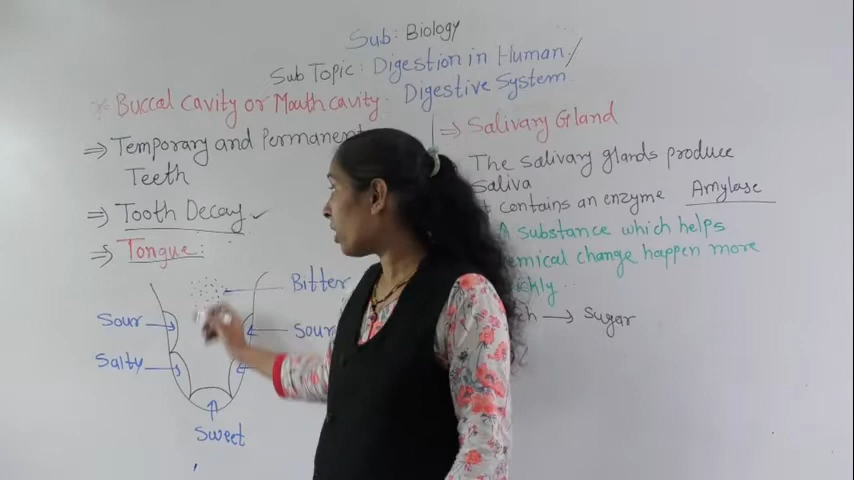 Sub: Biology
Sub Topic: Digestion in Human/
Digestive System
* Buccal cavity or Mouth cavity.
⇒ Temporary and Permanent
Teeth
⇒ Tooth Decay ✓
⇒ Tongue:
Bitter
Sour
Sour
Salty
Sweet
⇒ Salivary Gland
The salivary glands produce
Saliva
contains an enzyme Amylase
A substance which helps
change happen more
→ Sugar